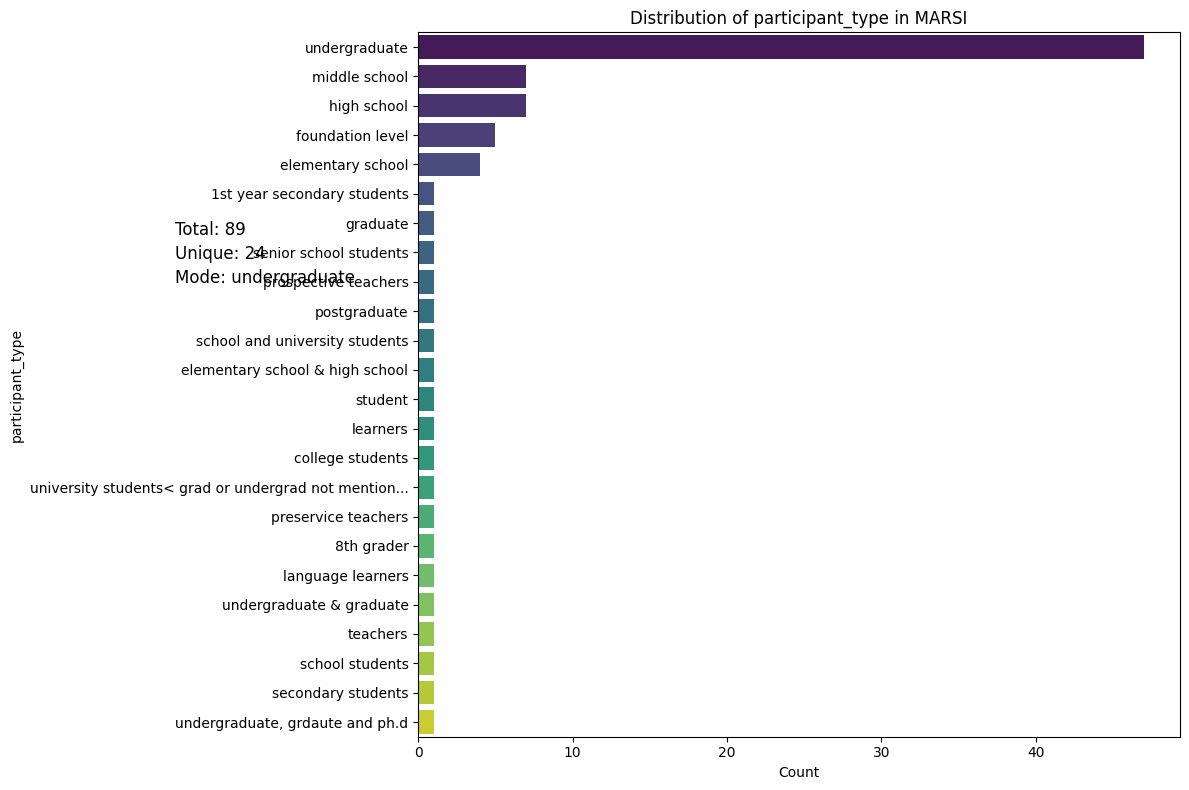 Distribution of participant_type in MARSI
undergraduate
middle school
high school
foundation level
elementary school
1st year secondary students
graduate
senior school students
prospective teachers
postgraduate
school and university students
elementary school & high school
student
learners
college students
university students< grad or undergrad not mention...
preservice teachers
8th grader
language learners
undergraduate & graduate
teachers
school students
secondary students
undergraduate, grdaute and ph.d
Total: 89
Unique: 24
Mode: undergraduate
participant_type
0 10 20 30 40
Count